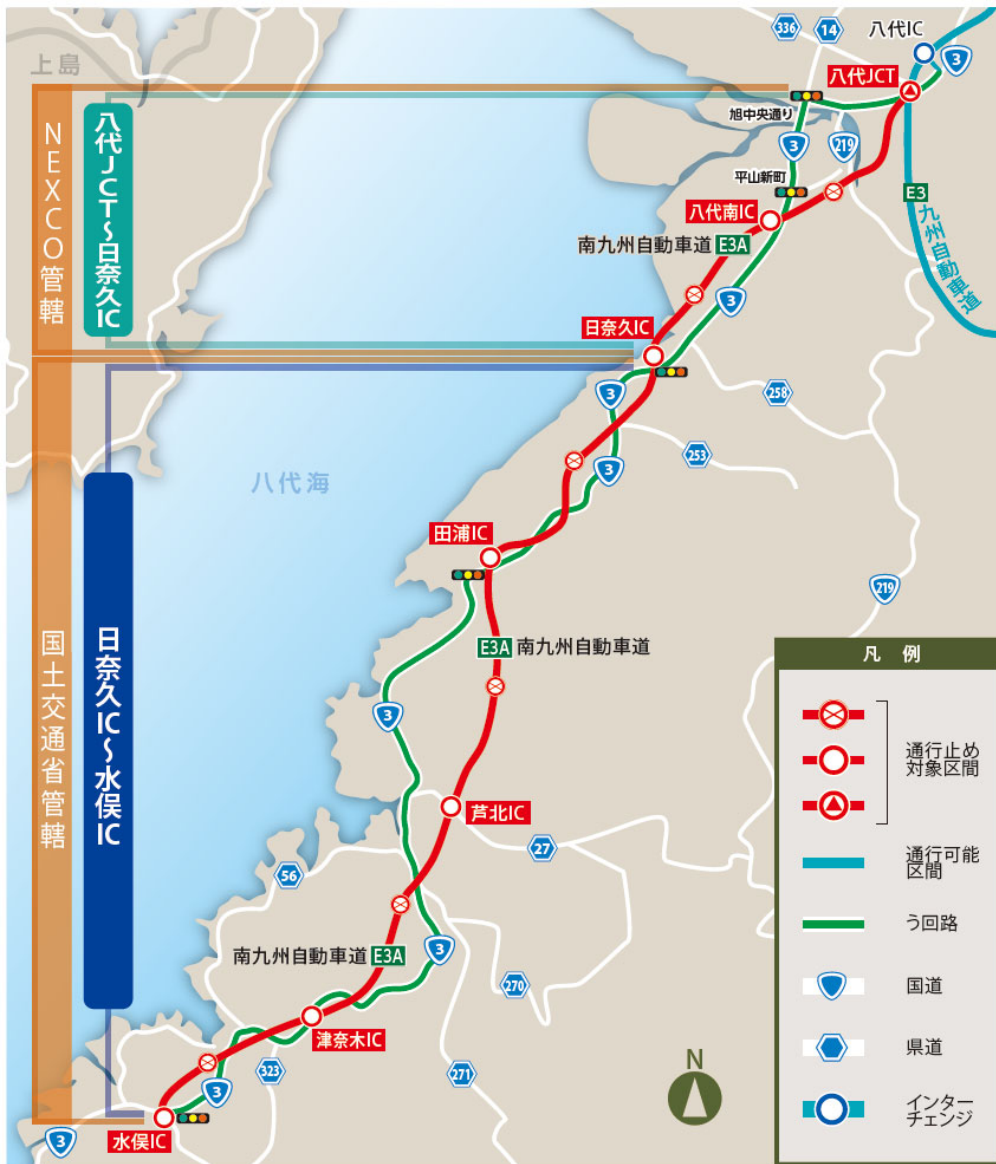 上島
336
14
八代IC
3
八代JCT
旭中央通り
3
219
平山新町
E3
九州自動車道
八代南IC
南九州自動車道 E3A
3
日奈久IC
NEXCO管轄
八代JCT～日奈久IC
3
258
253
3
八代海
田浦IC
219
E3A 南九州自動車道
3
国土交通省管轄
日奈久IC～水俣IC
芦北IC
27
56
南九州自動車道 E3A
3
270
津奈木IC
323
271
3
水俣IC
3
N
凡 例
通行止め
対象区間
通行可能
区間
う回路
国道
県道
インター
チェンジ